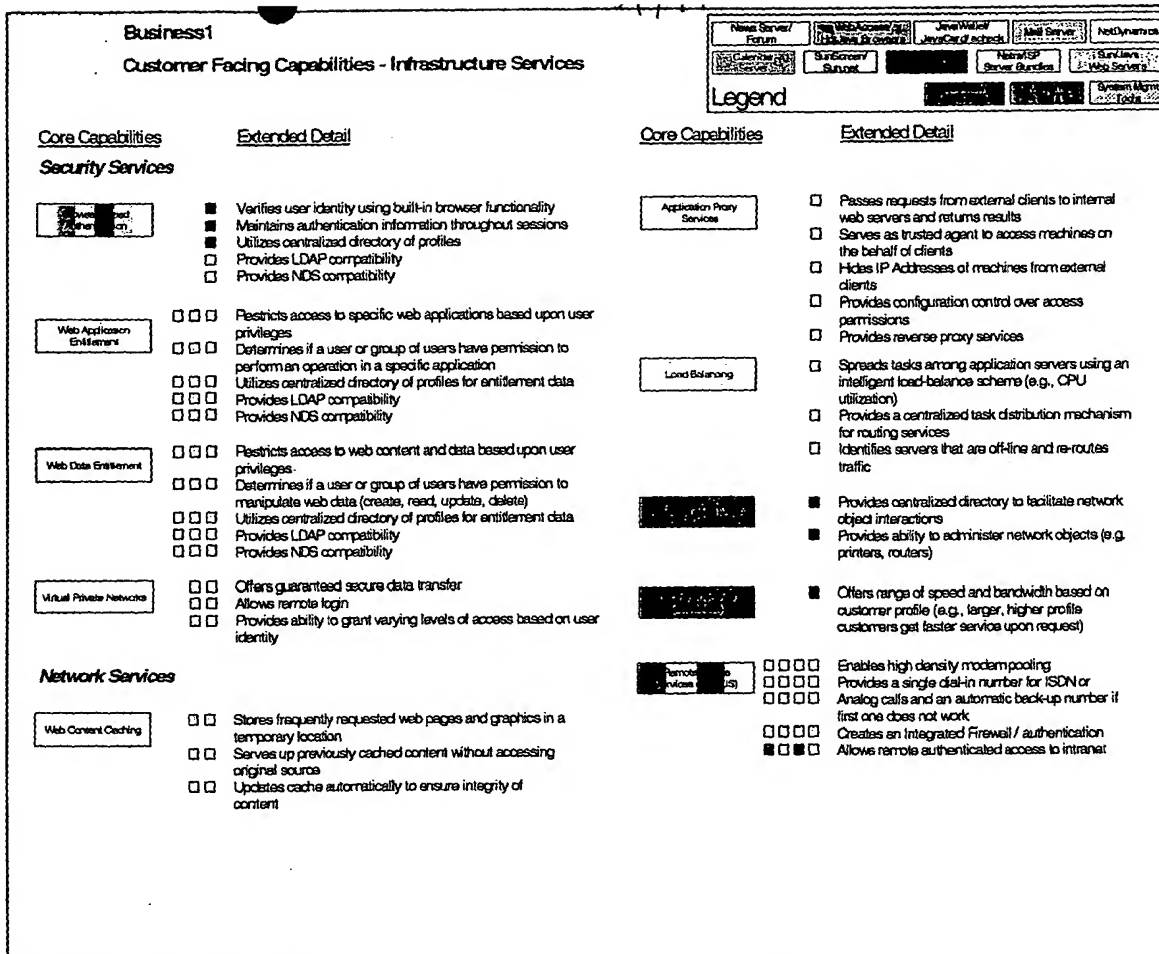 Business1
Customer Facing Capabilities - Infrastructure Services
News Server/
Forum
JavaWallet/
JavaCard/echeck
Mail Server
NetDynamics
Calendar
Server
SunScreen/
Sun.net
Server Bundles
Sun/Java
Web Servers
System Mgmt
Tools
Legend
Core Capabilities
Extended Detail
Security Services
Verifies user identity using built-in browser functionality
Maintains authentication information throughout sessions
Utilizes centralized directory of profiles
Provides LDAP compatibility
Provides NDS compatibility
Web Application
Entitlement
Restricts access to specific web applications based upon user
privileges
Determines if a user or group of users have permission to
perform an operation in a specific application
Utilizes centralized directory of profiles for entitlement data
Provides LDAP compatibility
Provides NDS compatibility
Web Data Entitlement
Restricts access to web content and data based upon user
privileges
Determines if a user or group of users have permission to
manipulate web data (create, read, update, delete)
Utilizes centralized directory of profiles for entitlement data
Provides LDAP compatibility
Provides NDS compatibility
Virtual Private Networks
Offers guaranteed secure data transfer
Allows remote login
Provides ability to grant varying levels of access based on user
identity
Network Services
Web Content Caching
Stores frequently requested web pages and graphics in a
temporary location
Serves up previously cached content without accessing
original source
Updates cache automatically to ensure integrity of
content
Core Capabilities
Extended Detail
Application Proxy
Services
Passes requests from external clients to internal
web servers and returns results
Serves as trusted agent to access machines on
the behalf of clients
Hides IP Addresses of machines from external
clients
Provides configuration control over access
permissions
Provides reverse proxy services
Load Balancing
Spreads tasks among application servers using an
intelligent load-balance scheme (e.g., CPU
utilization)
Provides a centralized task distribution mechanism
for routing services
Identifies servers that are off-line and re-routes
traffic
Provides centralized directory to facilitate network
object interactions
Provides ability to administer network objects (e.g.
printers, routers)
Offers range of speed and bandwidth based on
customer profile (e.g., larger, higher profile
customers get faster service upon request)
Enables high density modem pooling
Provides a single dial-in number for ISDN or
Analog calls and an automatic back-up number if
first one does not work
Creates an Integrated Firewall / authentication
Allows remote authenticated access to intranet